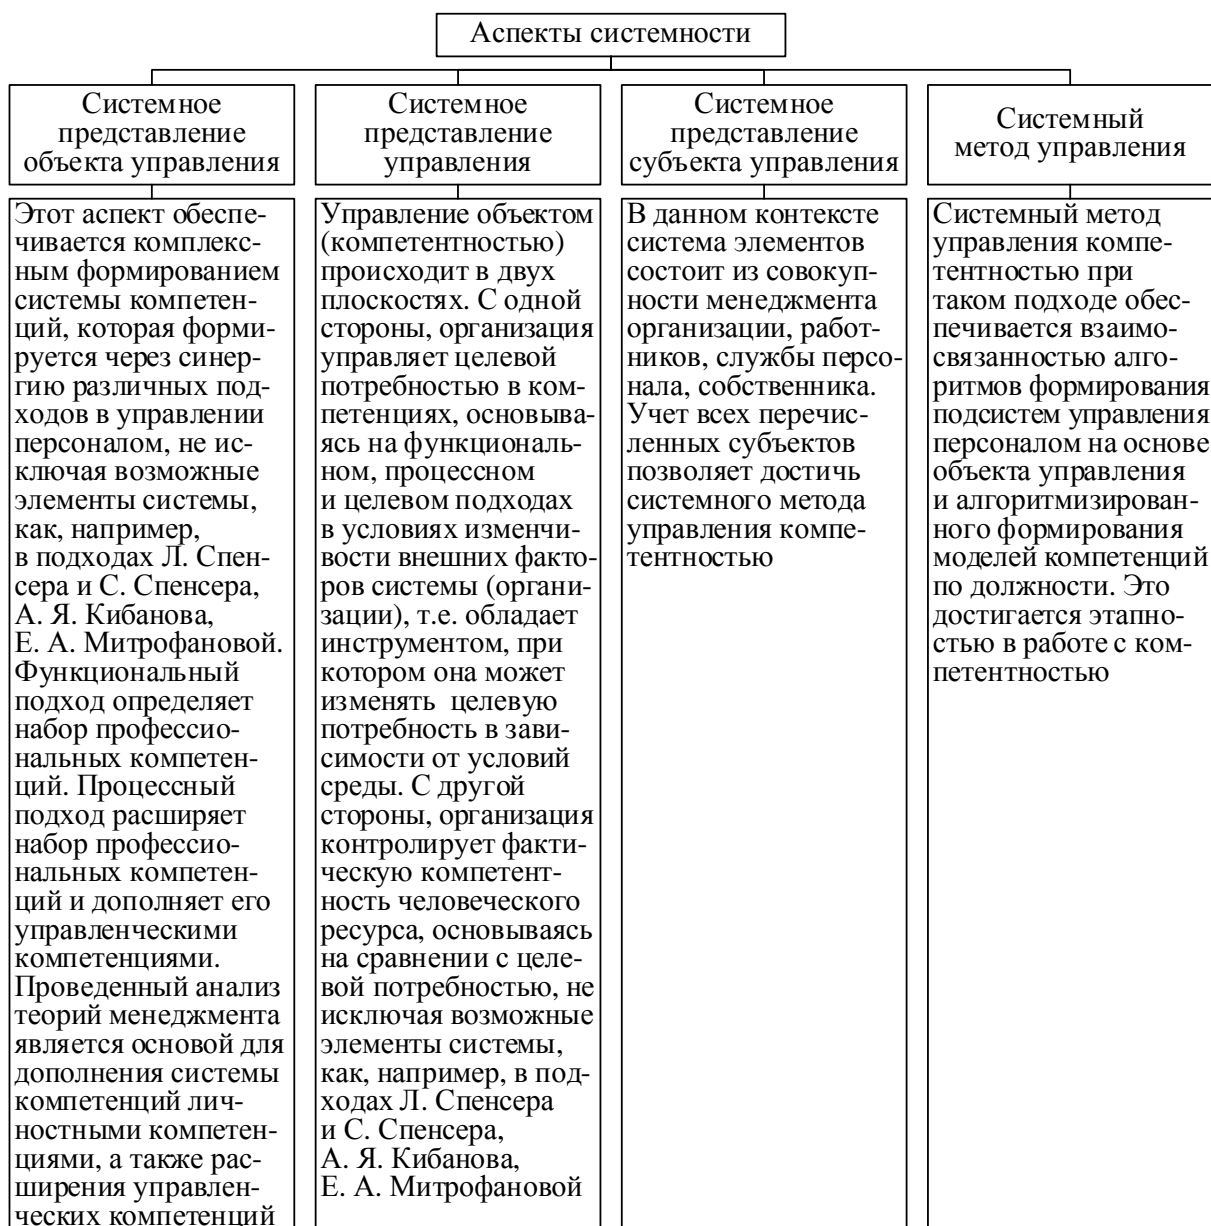 Аспекты системности
Системное
представление
объекта управления
Системное
представление
управления
Системное
представление
субъекта управления
Системный
метод управления
Этот аспект обеспе-
чивается комплекс-
ным формированием
системы компетен-
ций, которая форми-
руется через синер-
гию различных под-
ходов в управлении
персоналом, не ис-
ключая возможные
элементы системы,
как, например,
в подходах Л. Спен-
сера и С. Спенсера,
А. Я. Кибанова,
Е. А. Митрофановой.
Функциональный
подход определяет
набор профессио-
нальных компетен-
ций. Процессный
подход расширяет
набор профессио-
нальных компетен-
ций и дополняет его
управленческими
компетенциями.
Проведенный анализ
теорий менеджмента
является основой для
дополнения системы
компетенций лич-
ностными компетен-
циями, а также рас-
ширения управлен-
ческих компетенций
Управление объектом
(компетентностью)
происходит в двух
плоскостях. С одной
стороны, организация
управляет целевой
потребностью в ком-
петенциях, основыва-
ясь на функциональ-
ном, процессном
и целевом подходах
в условиях изменчи-
вости внешних факто-
ров системы (органи-
зации), т.е. обладает
инструментом, при
котором она может
изменять целевую
потребность в зави-
симости от условий
среды. С другой
стороны, организация
контролирует факти-
ческую компетент-
ность человеческого
ресурса, основываясь
на сравнении с целе-
вой потребностью, не
исключая возможные
элементы системы,
как, например, в под-
ходах Л. Спенсера
и С. Спенсера,
А. Я. Кибанова,
Е. А. Митрофановой
В данном контексте
система элементов
состоит из совокуп-
ности менеджмента
организации, работ-
ников, службы персо-
нала, собственника.
Учет всех перечис-
ленных субъектов
позволяет достичь
системного метода
управления компе-
тентностью
Системный метод
управления компе-
тентностью при
таком подходе обес-
печивается взаимо-
связанностью алго-
ритмов формирования
подсистем управления
персоналом на основе
объекта управления
и алгоритмизирован-
ного формирования
моделей компетенций
по должности. Это
достигается этапно-
стью в работе с ком-
петентностью